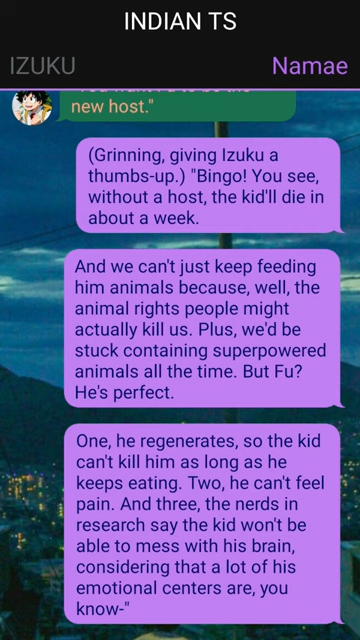 INDIAN TS
IZUKU
Namae
new host."
(Grinning, giving Izuku a
thumbs-up.) "Bingo! You see,
without a host, the kid'll die in
about a week.
And we can't just keep feeding
him animals because, well, the
animal rights people might
actually kill us. Plus, we'd be
stuck containing superpowered
animals all the time. But Fu?
He's perfect.
One, he regenerates, so the kid
can't kill him as long as he
keeps eating. Two, he can't feel
pain. And three, the nerds in
research say the kid won't be
able to mess with his brain,
considering that a lot of his
emotional centers are, you
know-"